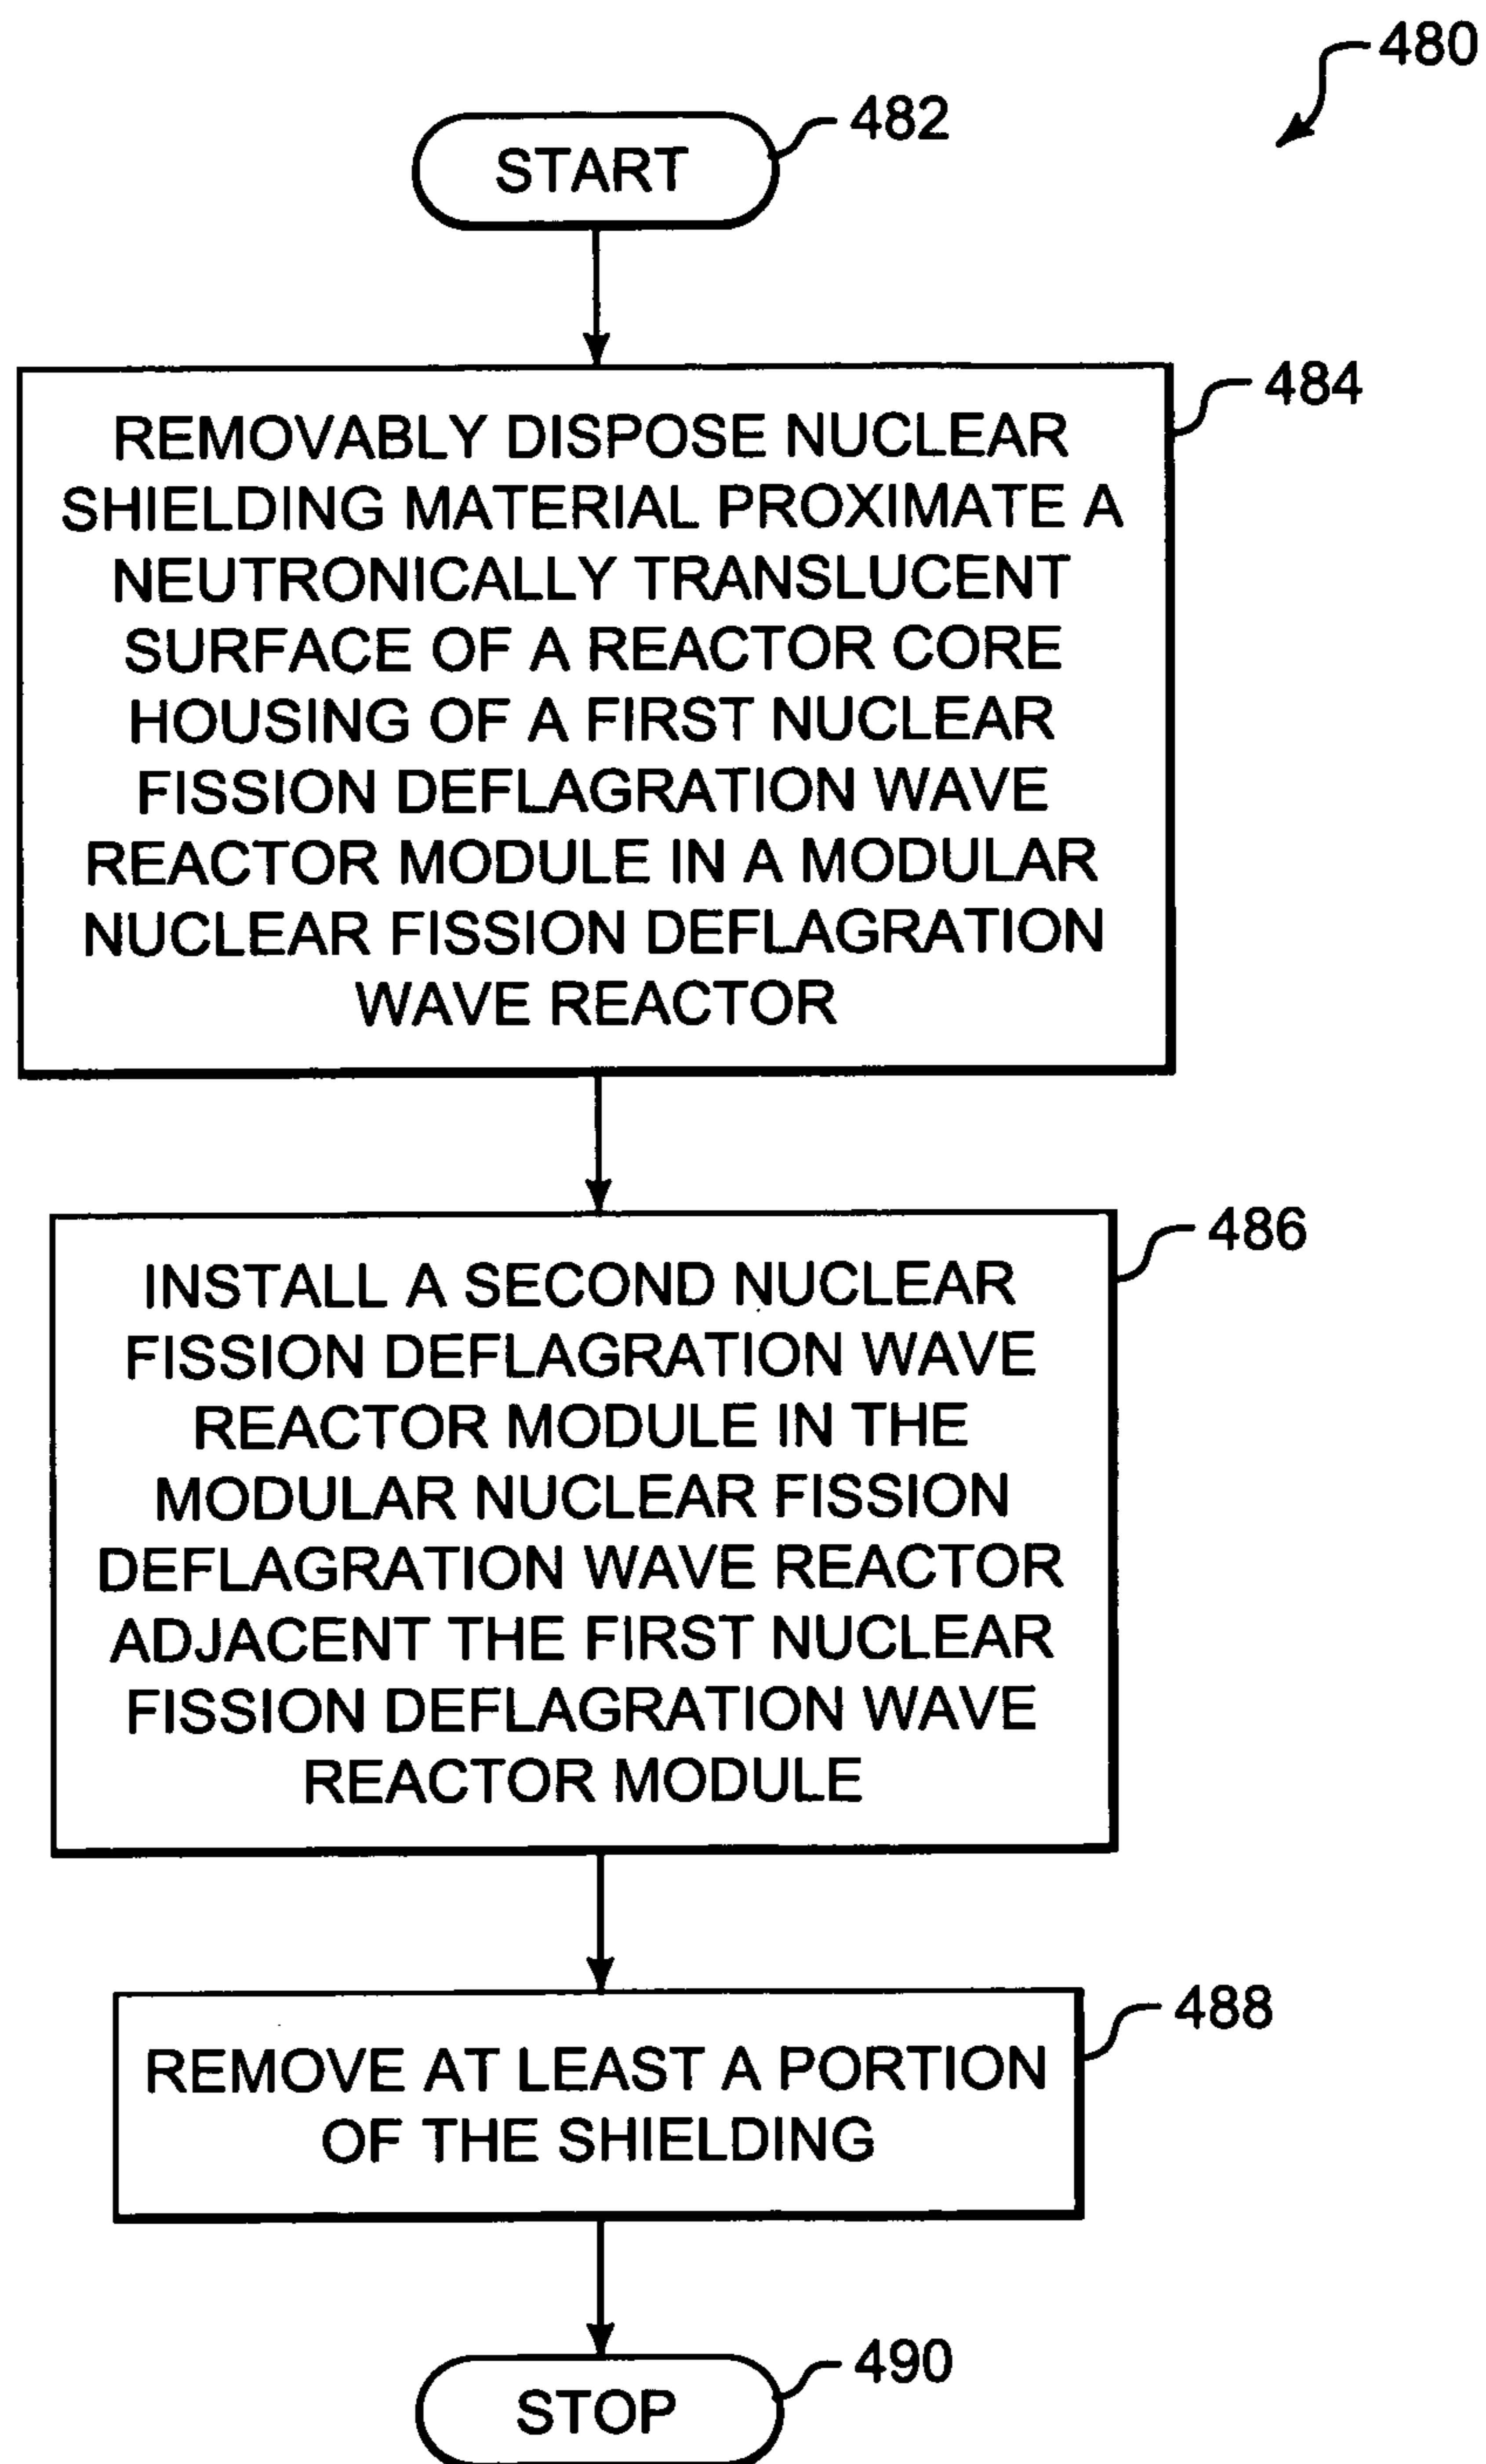 480
482
START
484
REMOVABLY DISPOSE NUCLEAR
SHIELDING MATERIAL PROXIMATE A
NEUTRONICALLY TRANSLUCENT
SURFACE OF A REACTOR CORE
HOUSING OF A FIRST NUCLEAR
FISSION DEFLAGRATION WAVE
REACTOR MODULE IN A MODULAR
NUCLEAR FISSION DEFLAGRATION
WAVE REACTOR
486
INSTALL A SECOND NUCLEAR
FISSION DEFLAGRATION WAVE
REACTOR MODULE IN THE
MODULAR NUCLEAR FISSION
DEFLAGRATION WAVE REACTOR
ADJACENT THE FIRST NUCLEAR
FISSION DEFLAGRATION WAVE
REACTOR MODULE
488
REMOVE AT LEAST A PORTION
OF THE SHIELDING
490
STOP